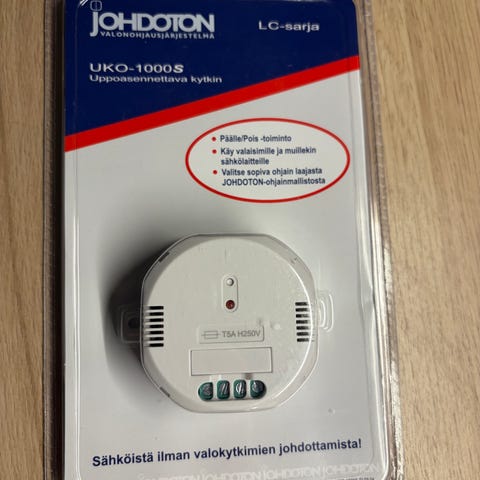 JOHDOTON
VALONOHJAUSJÄRJESTELMÄ
LC-sarja
UKO-1000S
Uppoasennettava kytkin
• Päälle/Pois -toiminto
• Käy valaisimille ja muillekin
sähkölaitteille
• Valitse sopiva ohjain laajasta
JOHDOTON-ohjainmallistosta
T5A H250V
Sähköistä ilman valokytkimien johdottamista!
JOHDOTON JOHDOTON JOHDOTON